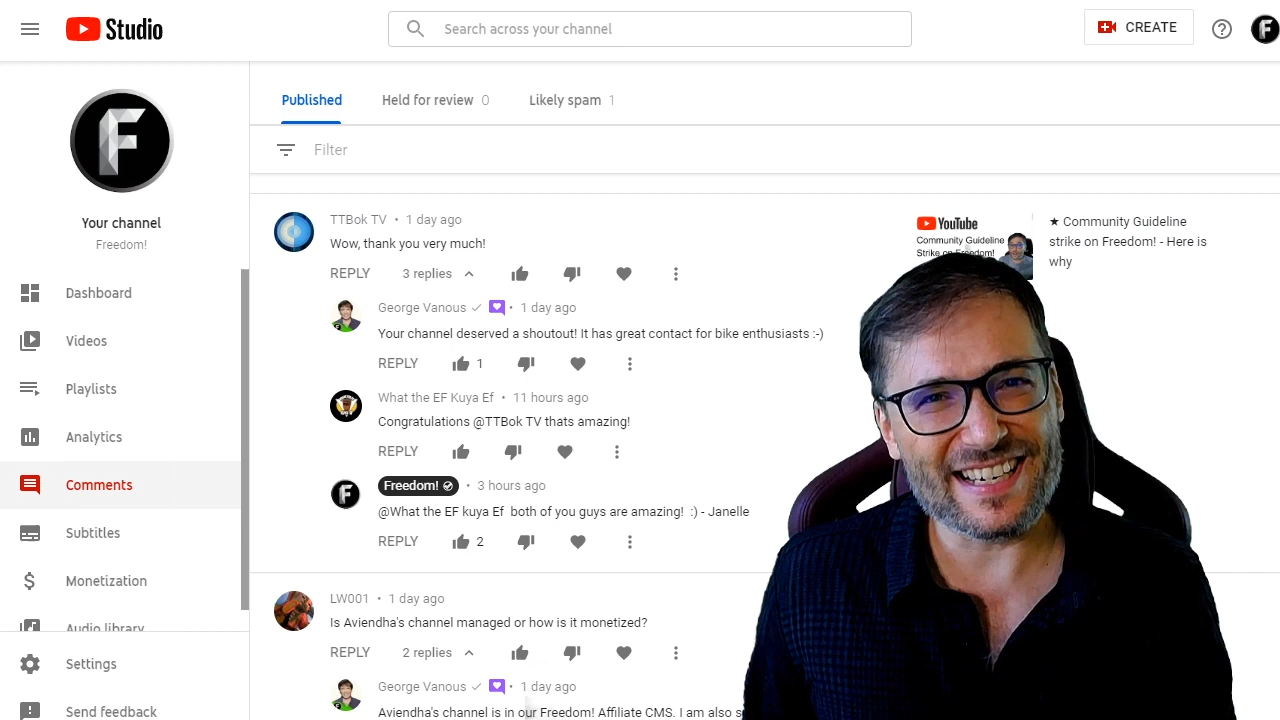 Studio
Search across your channel
CREATE
F
F
Your channel
Freedom!
Dashboard
Videos
Playlists
Analytics
Comments
Subtitles
Monetization
Audio library
Settings
Send feedback
Published
Held for review 0
Likely spam 1
Filter
TTBok TV • 1 day ago
Wow, thank you very much!
REPLY 3 replies
YouTube
Community Guideline
Strike on Freedom!
★ Community Guideline
strike on Freedom! - Here is
why
George Vanous • 1 day ago
Your channel deserved a shoutout! It has great contact for bike enthusiasts :-)
REPLY 1
What the EF Kuya Ef • 11 hours ago
Congratulations @TTBok TV thats amazing!
REPLY
Freedom! • 3 hours ago
@What the EF kuya Ef both of you guys are amazing! :) - Janelle
REPLY 2
LW001 • 1 day ago
Is Aviendha's channel managed or how is it monetized?
REPLY 2 replies
George Vanous • 1 day ago
Aviendha's channel is in our Freedom! Affiliate CMS. I am also s